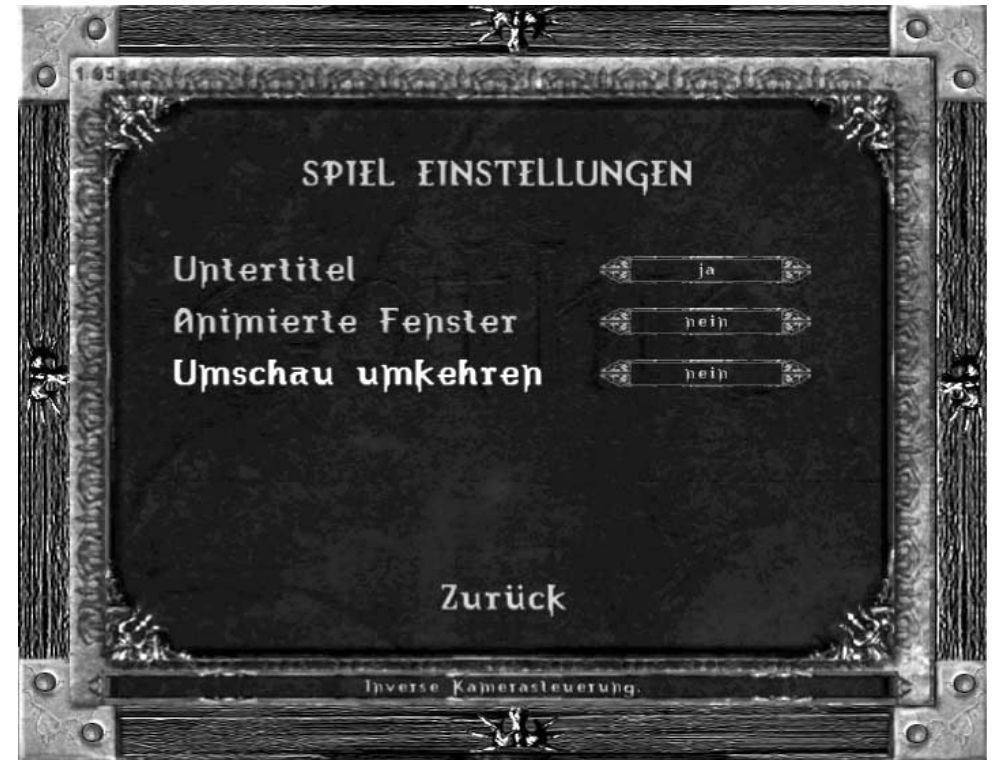 SPIEL EINSTELLUNGEN
Untertitel ja
Animierte Fenster nein
Umschau umkehren nein
Zurück
Inverse Kamerasteuerung.